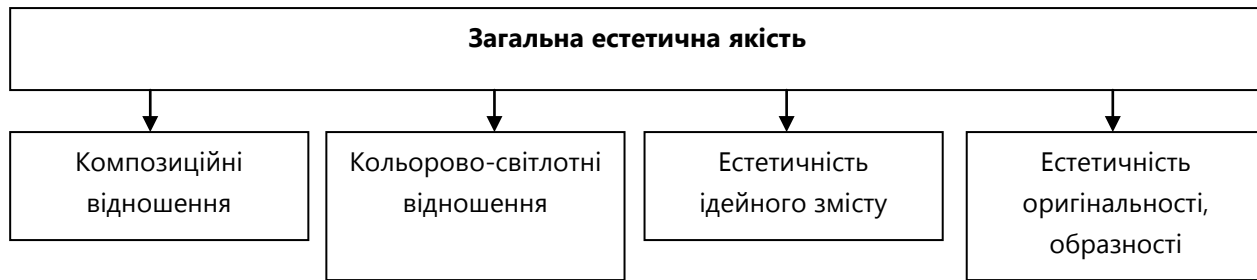 Загальна естетична якість
Композиційні
відношення
Кольорово-світлотні
відношення
Естетичність
ідейного змісту
Естетичність
оригінальності,
образності